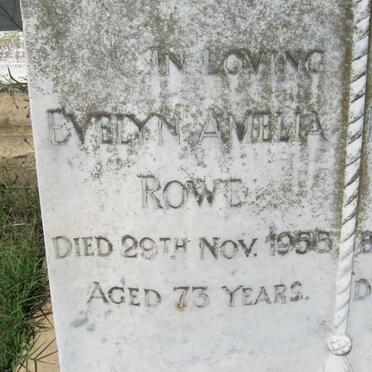 IN LOVING
EVELYN AMELIA
ROWE
DIED 29TH NOV. 1956
AGED 73 YEARS.